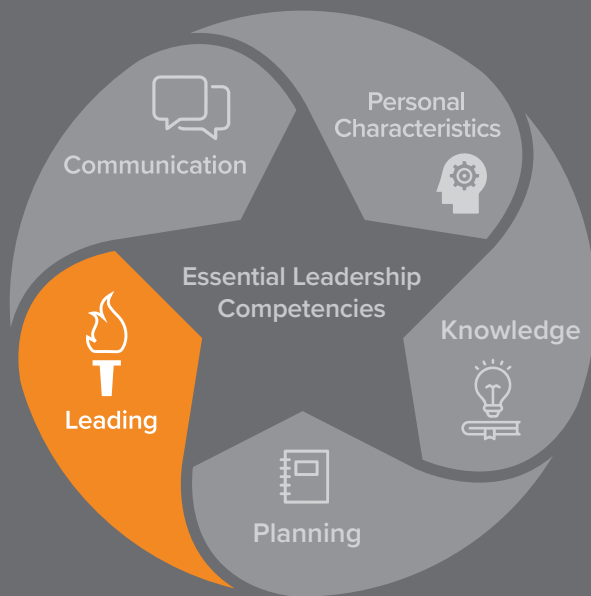 Communication
Personal
Characteristics
Essential Leadership
Competencies
Knowledge
Leading
Planning